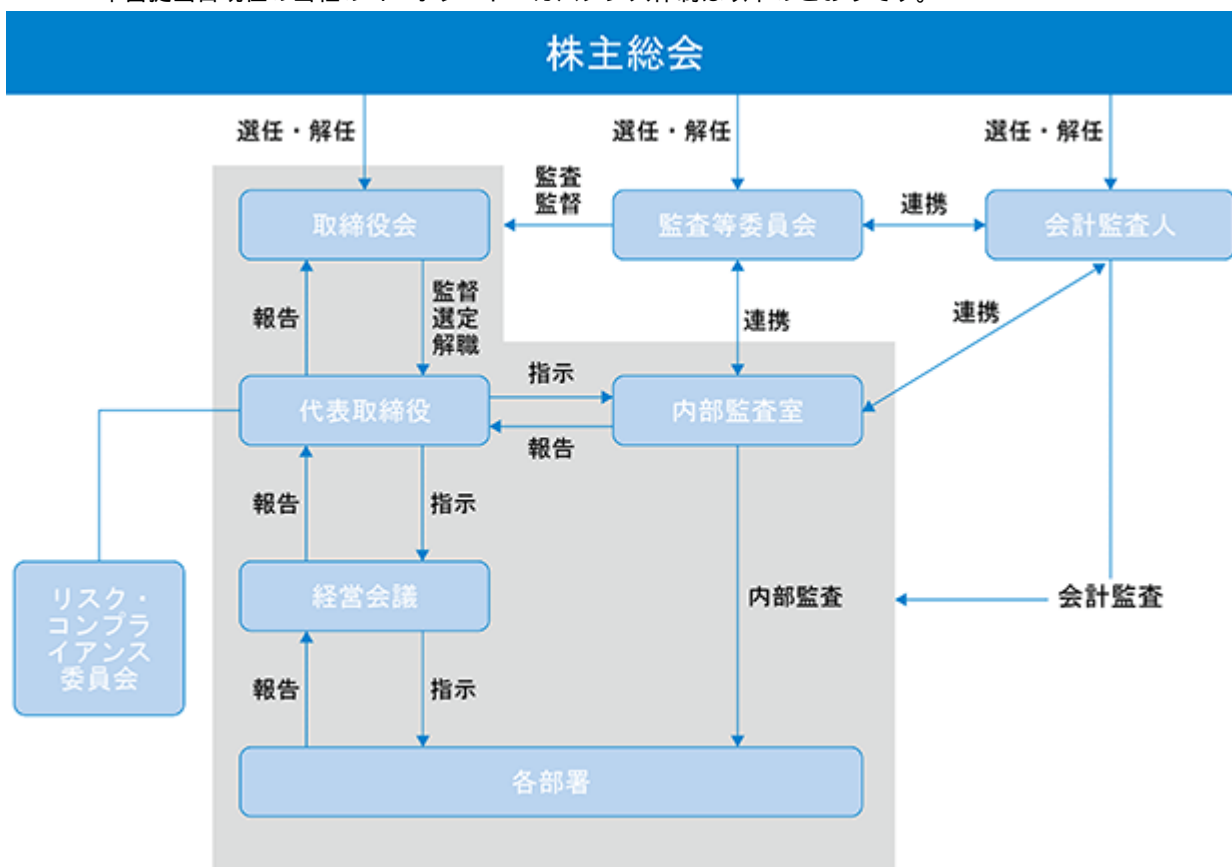 株主総会
選任・解任
選任・解任
選任・解任
取締役会
監査
監督
監査等委員会
連携
会計監査人
報告
監督
選定
解職
連携
連携
代表取締役
指示
報告
内部監査室
報告
指示
リスク・
コンプラ
イアンス
委員会
経営会議
内部監査
会計監査
報告
指示
各部署